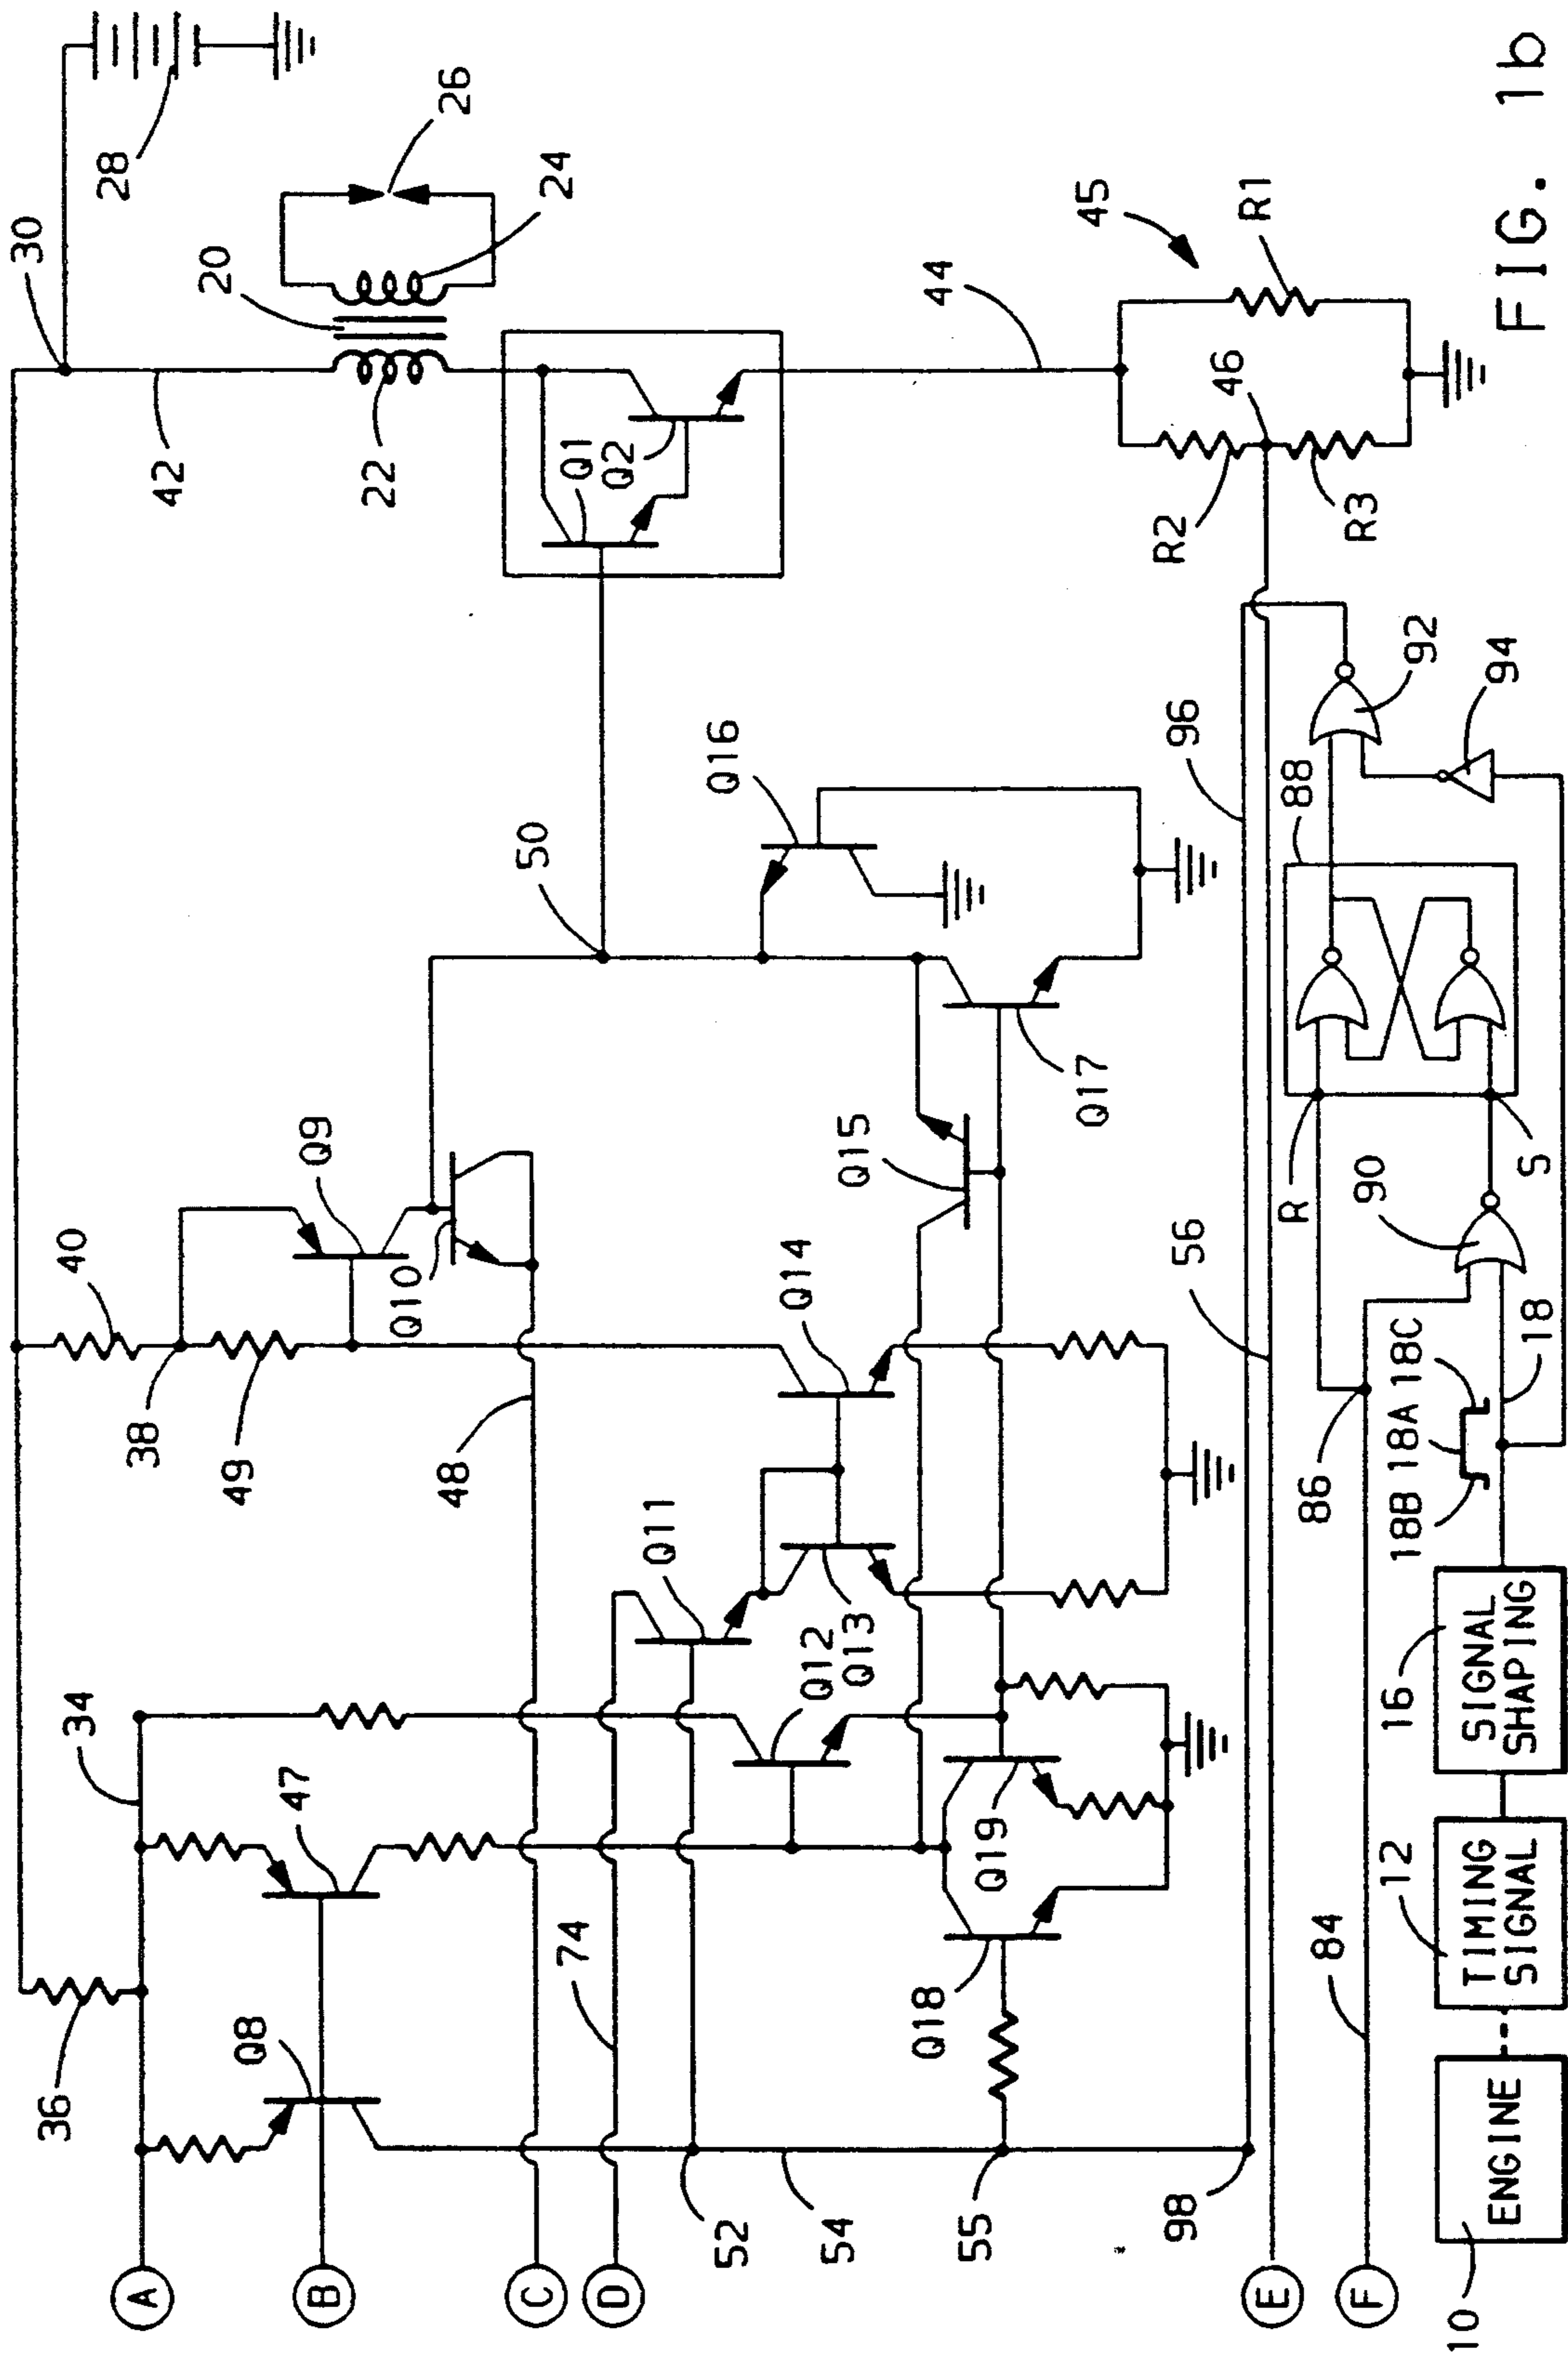 30
28
26
20
24
42
22
Q1
Q2
44
45
R1
46
R2
R3
FIG. 1b
36
34
40
Q9
38
49
Q10
48
50
Q8
47
Q11
Q14
Q16
74
Q12
Q13
Q15
Q17
Q18
Q19
52
54
55
98
56
96
A
B
C
D
E
F
84
86
R
S
88
90
92
94
18B 18A 18C
18
10
ENGINE
12
TIMING
SIGNAL
16
SIGNAL
SHAPING